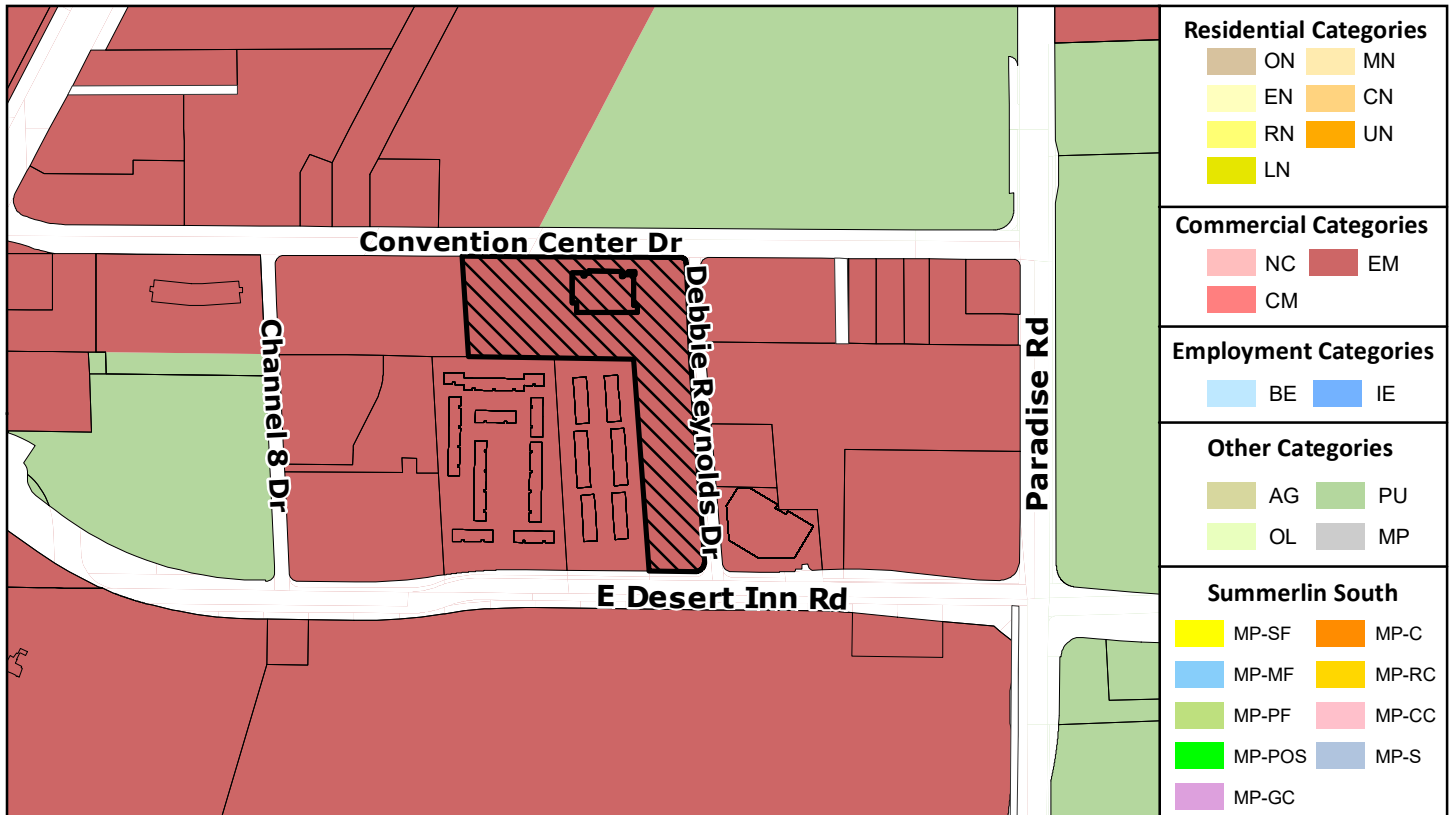 Convention Center Dr
Channel 8 Dr
Debbie Reynolds Dr
Paradise Rd
E Desert Inn Rd
Residential Categories
ON MN
EN CN
RN UN
LN
Commercial Categories
NC EM
CM
Employment Categories
BE IE
Other Categories
AG PU
OL MP
Summerlin South
MP-SF MP-C
MP-MF MP-RC
MP-PF MP-CC
MP-POS MP-S
MP-GC